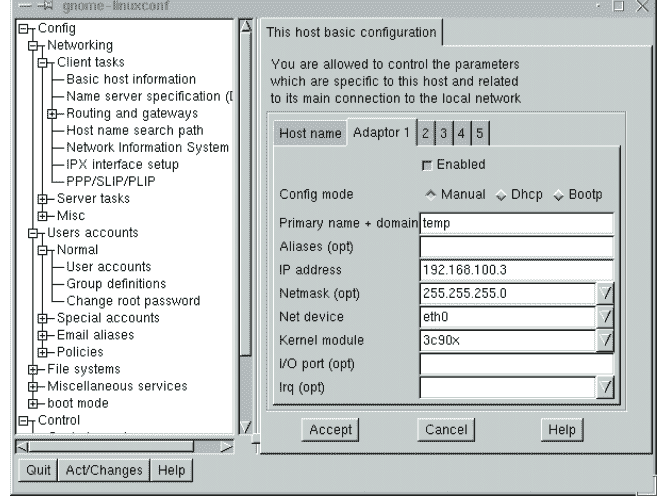 gnome-linuxconf
Config
Networking
Client tasks
Basic host information
Name server specification (
Routing and gateways
Host name search path
Network Information System
IPX interface setup
PPP/SLIP/PLIP
Server tasks
Misc
Users accounts
Normal
User accounts
Group definitions
Change root password
Special accounts
Email aliases
Policies
File systems
Miscellaneous services
boot mode
Control
Quit Act/Changes Help
This host basic configuration
You are allowed to control the parameters
which are specific to this host and related
to its main connection to the local network
Host name Adaptor 1 2 3 4 5
Enabled
Config mode Manual Dhcp Bootp
Primary name + domain temp
Aliases (opt)
IP address 192.168.100.3
Netmask (opt) 255.255.255.0
Net device eth0
Kernel module 3c90x
I/O port (opt)
Irq (opt)
Accept Cancel Help